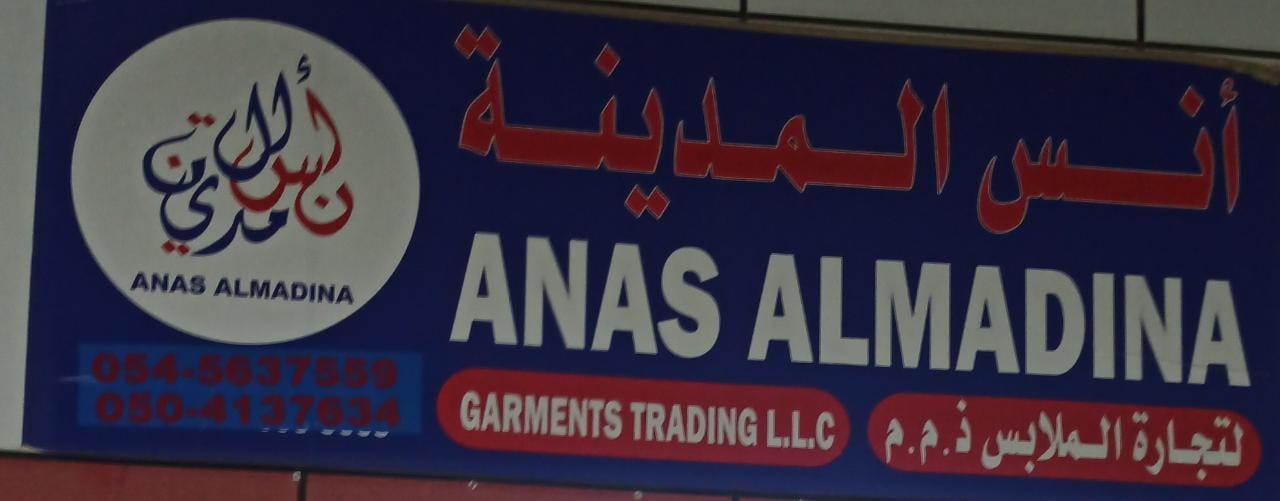 أنس المدينة
ANAS ALMADINA
GARMENTS TRADING L.L.C
لتجارة الملابس ذ.م.م
أنس المدينة
ANAS ALMADINA
054-5637559
050-4137634